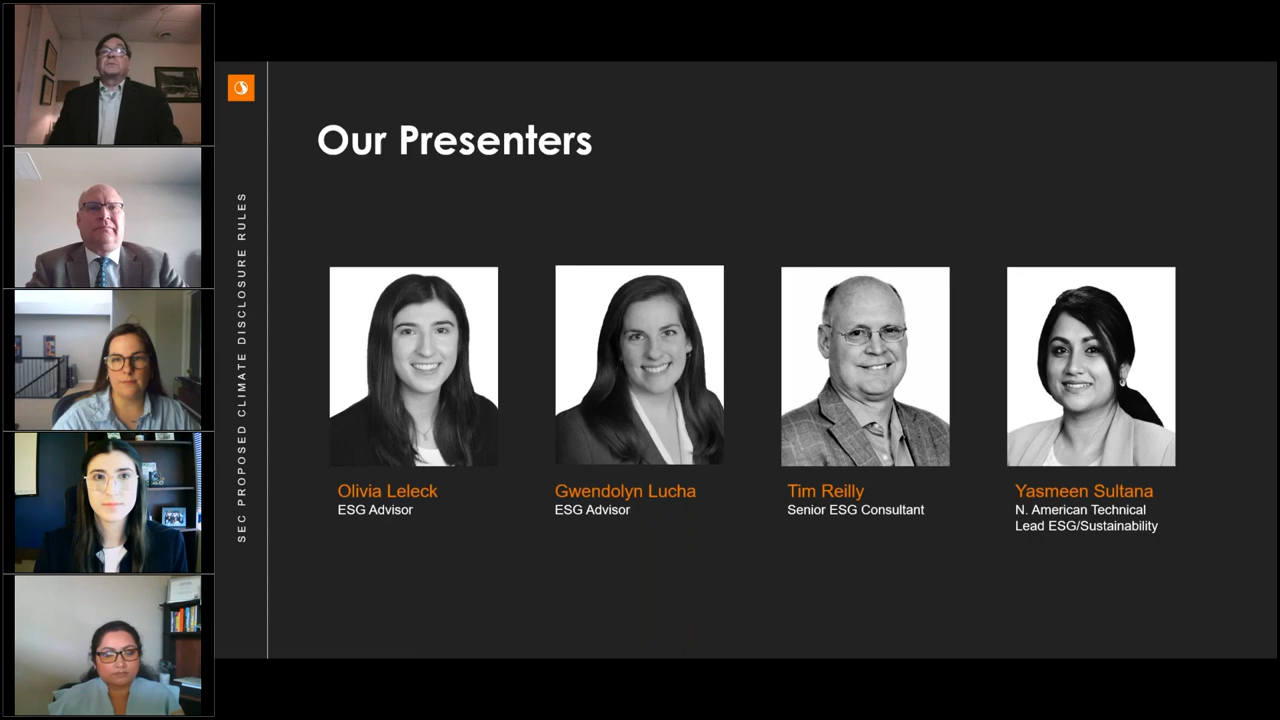 SEC PROPOSED CLIMATE DISCLOSURE RULES
Our Presenters
Olivia Leleck
ESG Advisor
Gwendolyn Lucha
ESG Advisor
Tim Reilly
Senior ESG Consultant
Yasmeen Sultana
N. American Technical
Lead ESG/Sustainability